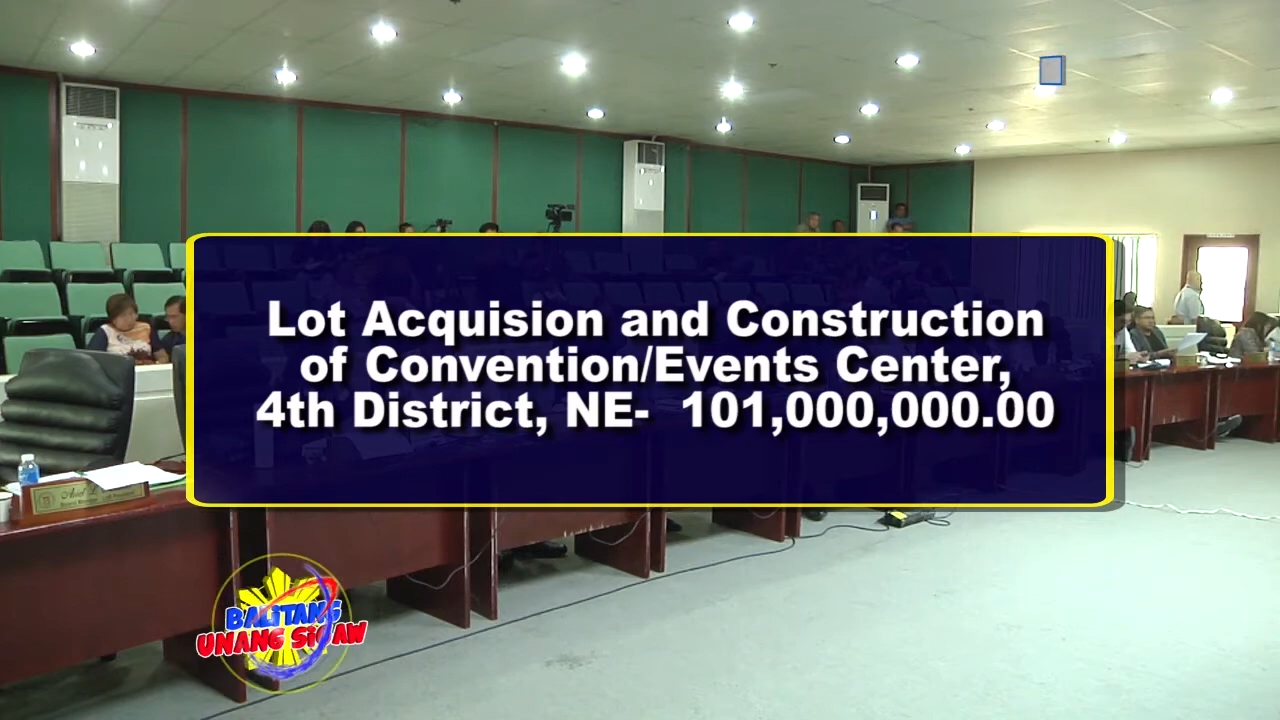 Lot Acquision and Construction
of Convention/Events Center,
4th District, NE- 101,000,000.00
BALITANG
UNANG SIGAW